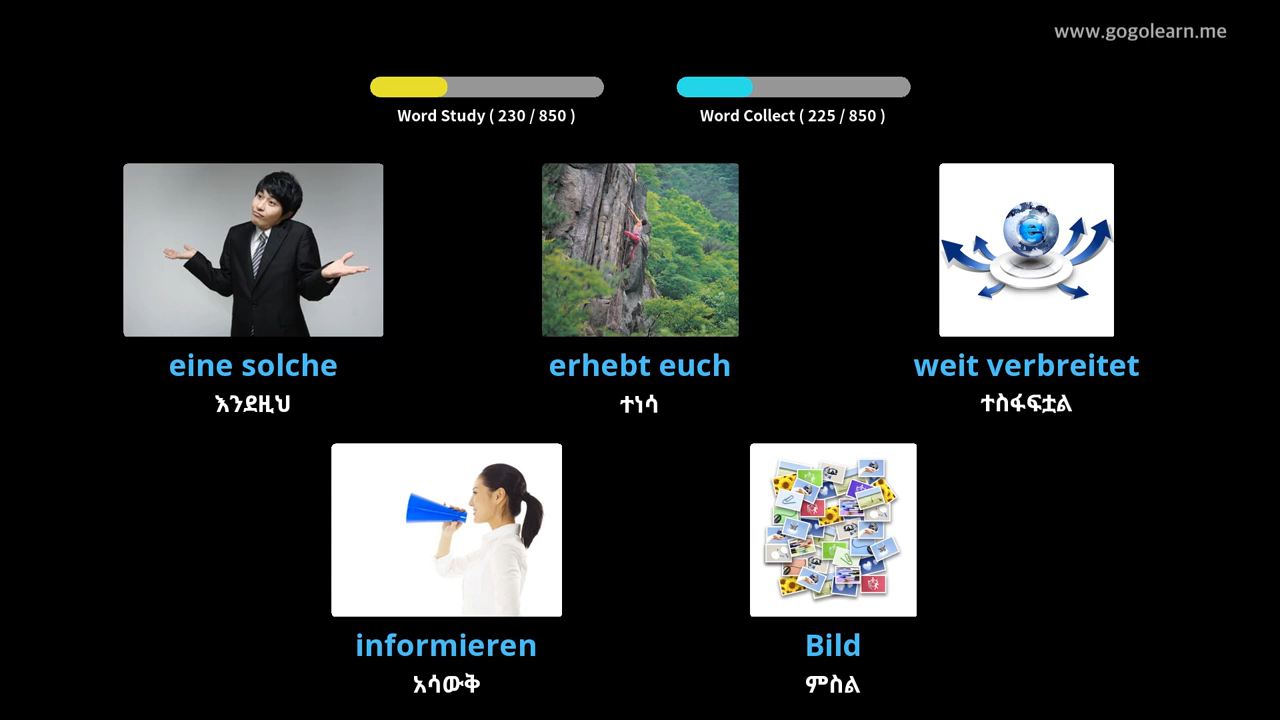 www.gogolearn.me
Word Study ( 230 / 850 )
Word Collect ( 225 / 850 )
eine solche
erhebt euch
weit verbreitet
እንደዚህ
ተነሳ
ተስፋፍቷል
informieren
Bild
አሳውቅ
ምስል